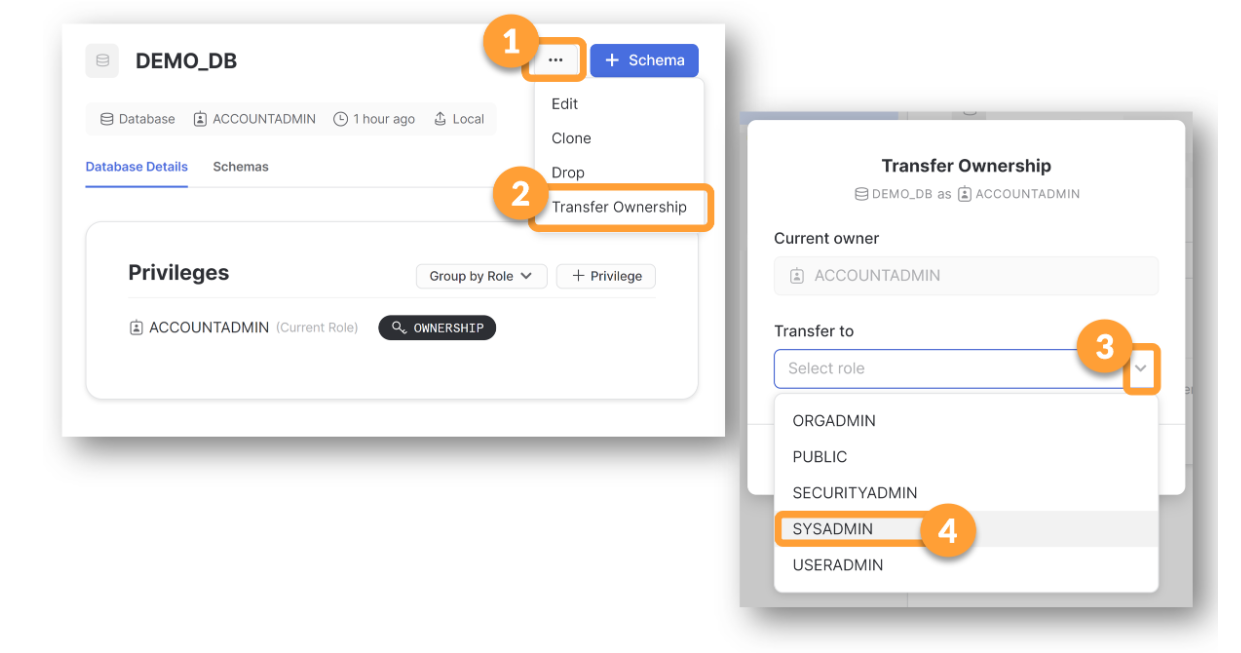 1
DEMO_DB
...
+ Schema
Database ACCOUNTADMIN 1 hour ago Local
Edit
Clone
Drop
2
Transfer Ownership
Database Details Schemas
Privileges
Group by Role
+ Privilege
ACCOUNTADMIN (Current Role) OWNERSHIP
Transfer Ownership
DEMO_DB as ACCOUNTADMIN
Current owner
ACCOUNTADMIN
Transfer to
3
Select role
ORGADMIN
PUBLIC
SECURITYADMIN
SYSADMIN
4
USERADMIN